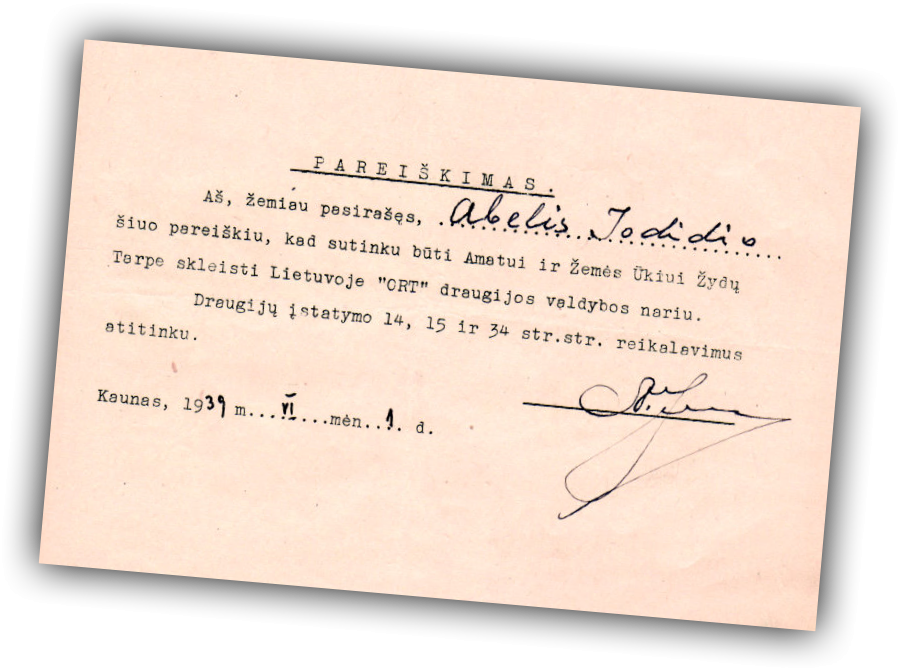 PAREIŠKIMAS.
Aš, žemiau pasirašęs, Abelis Jodidio
šiuo pareiškiu, kad sutinku būti Amatui ir Žemės Ūkiui Žydų
Tarpe skleisti Lietuvoje "ORT" draugijos valdybos nariu.
Draugijų įstatymo 14, 15 ir 34 str.str. reikalavimus
atitinku.
Kaunas, 1939 m...VI...mėn..1. d.